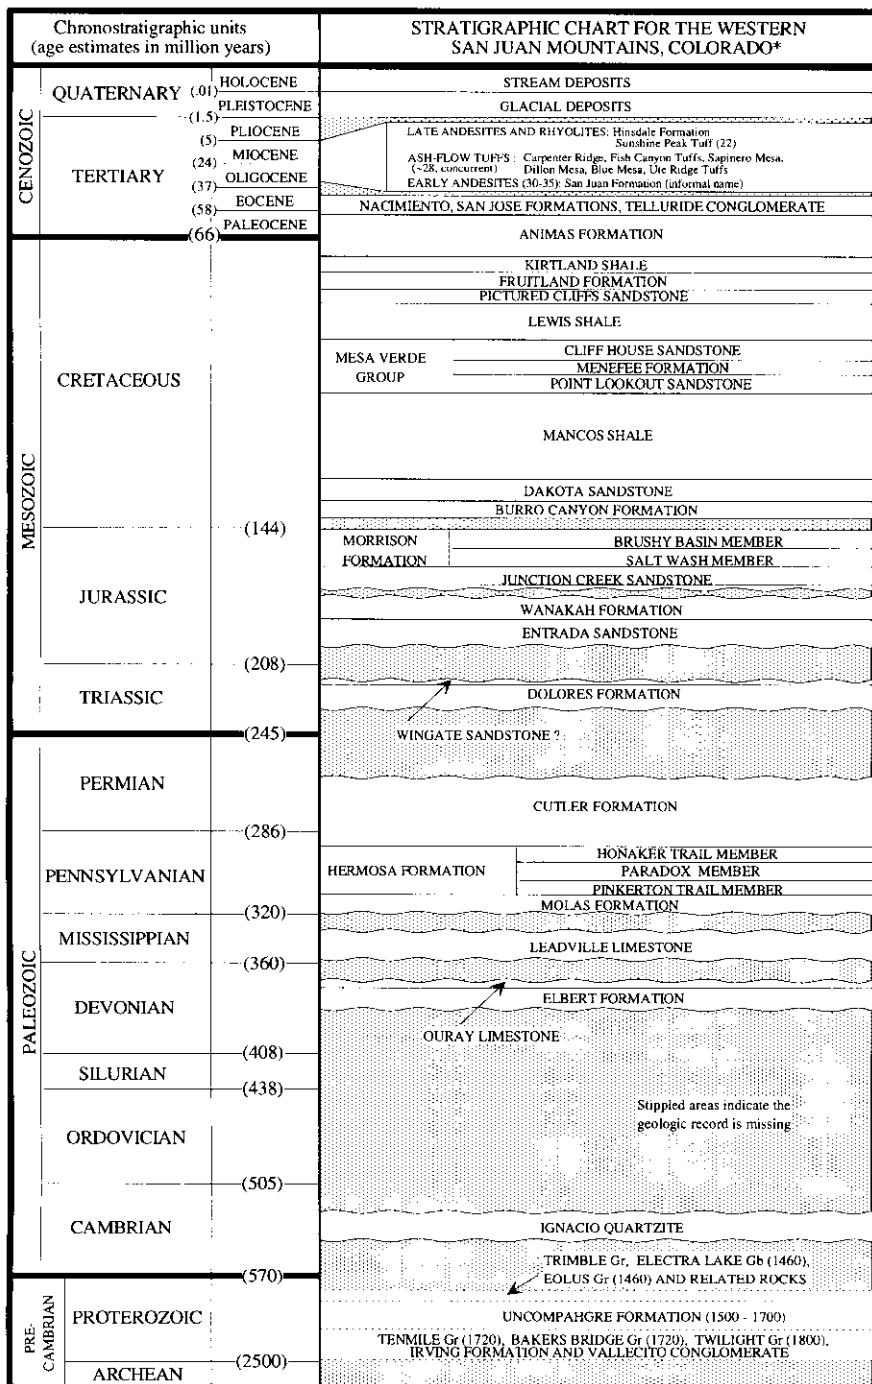 Chronostratigraphic units
(age estimates in million years)
STRATIGRAPHIC CHART FOR THE WESTERN
SAN JUAN MOUNTAINS, COLORADO*
CENOZOIC
QUATERNARY
(.01)
HOLOCENE
STREAM DEPOSITS
PLEISTOCENE
GLACIAL DEPOSITS
(1.5)
TERTIARY
PLIOCENE
(5)
MIOCENE
(24)
OLIGOCENE
(37)
EOCENE
(58)
PALEOCENE
(66)
LATE ANDESITES AND RHYOLITES: Hinsdale Formation
Sunshine Peak Tuff (22)
ASH-FLOW TUFFS : Carpenter Ridge, Fish Canyon Tuffs, Sapinero Mesa,
(~28, concurrent) Dillon Mesa, Blue Mesa, Ute Ridge Tuffs
EARLY ANDESITES (30-35): San Juan Formation (informal name)
NACIMIENTO, SAN JOSE FORMATIONS, TELLURIDE CONGLOMERATE
ANIMAS FORMATION
MESOZOIC
CRETACEOUS
KIRTLAND SHALE
FRUITLAND FORMATION
PICTURED CLIFFS SANDSTONE
LEWIS SHALE
MESA VERDE
GROUP
CLIFF HOUSE SANDSTONE
MENEFEE FORMATION
POINT LOOKOUT SANDSTONE
MANCOS SHALE
DAKOTA SANDSTONE
BURRO CANYON FORMATION
(144)
JURASSIC
MORRISON
FORMATION
BRUSHY BASIN MEMBER
SALT WASH MEMBER
JUNCTION CREEK SANDSTONE
WANAKAH FORMATION
ENTRADA SANDSTONE
(208)
TRIASSIC
DOLORES FORMATION
WINGATE SANDSTONE ?
(245)
PALEOZOIC
PERMIAN
CUTLER FORMATION
(286)
PENNSYLVANIAN
HERMOSA FORMATION
HONAKER TRAIL MEMBER
PARADOX MEMBER
PINKERTON TRAIL MEMBER
MOLAS FORMATION
(320)
MISSISSIPPIAN
LEADVILLE LIMESTONE
(360)
DEVONIAN
ELBERT FORMATION
OURAY LIMESTONE
(408)
SILURIAN
(438)
ORDOVICIAN
Stippled areas indicate the
geologic record is missing
(505)
CAMBRIAN
IGNACIO QUARTZITE
(570)
TRIMBLE Gr, ELECTRA LAKE Gb (1460),
EOLUS Gr (1460) AND RELATED ROCKS
PRE-
CAMBRIAN
PROTEROZOIC
UNCOMPAHGRE FORMATION (1500 - 1700)
TENMILE Gr (1720), BAKERS BRIDGE Gr (1720), TWILIGHT Gr (1800),
IRVING FORMATION AND VALLECITO CONGLOMERATE
(2500)
ARCHEAN